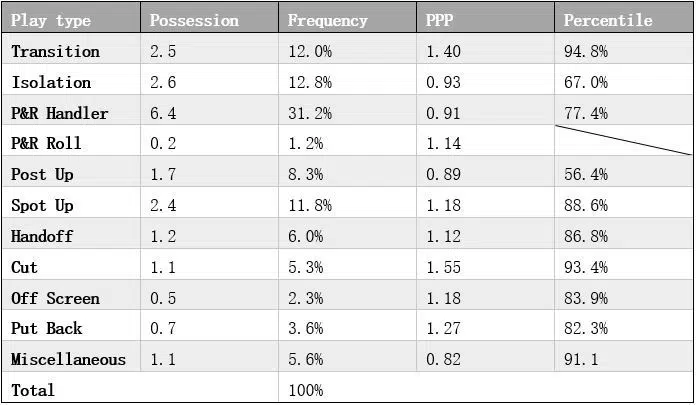 Play type Possession Frequency PPP Percentile
Transition 2.5 12.0% 1.40 94.8%
Isolation 2.6 12.8% 0.93 67.0%
P&R Handler 6.4 31.2% 0.91 77.4%
P&R Roll 0.2 1.2% 1.14
Post Up 1.7 8.3% 0.89 56.4%
Spot Up 2.4 11.8% 1.18 88.6%
Handoff 1.2 6.0% 1.12 86.8%
Cut 1.1 5.3% 1.55 93.4%
Off Screen 0.5 2.3% 1.18 83.9%
Put Back 0.7 3.6% 1.27 82.3%
Miscellaneous 1.1 5.6% 0.82 91.1
Total 100%